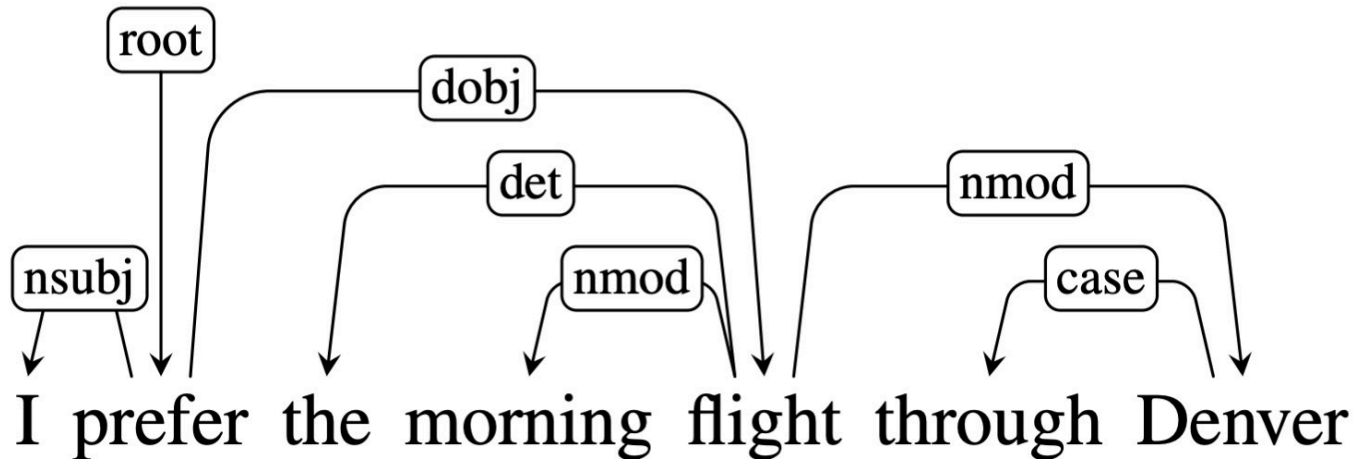 root
dobj
det nmod
nsubj nmod case
I prefer the morning flight through Denver